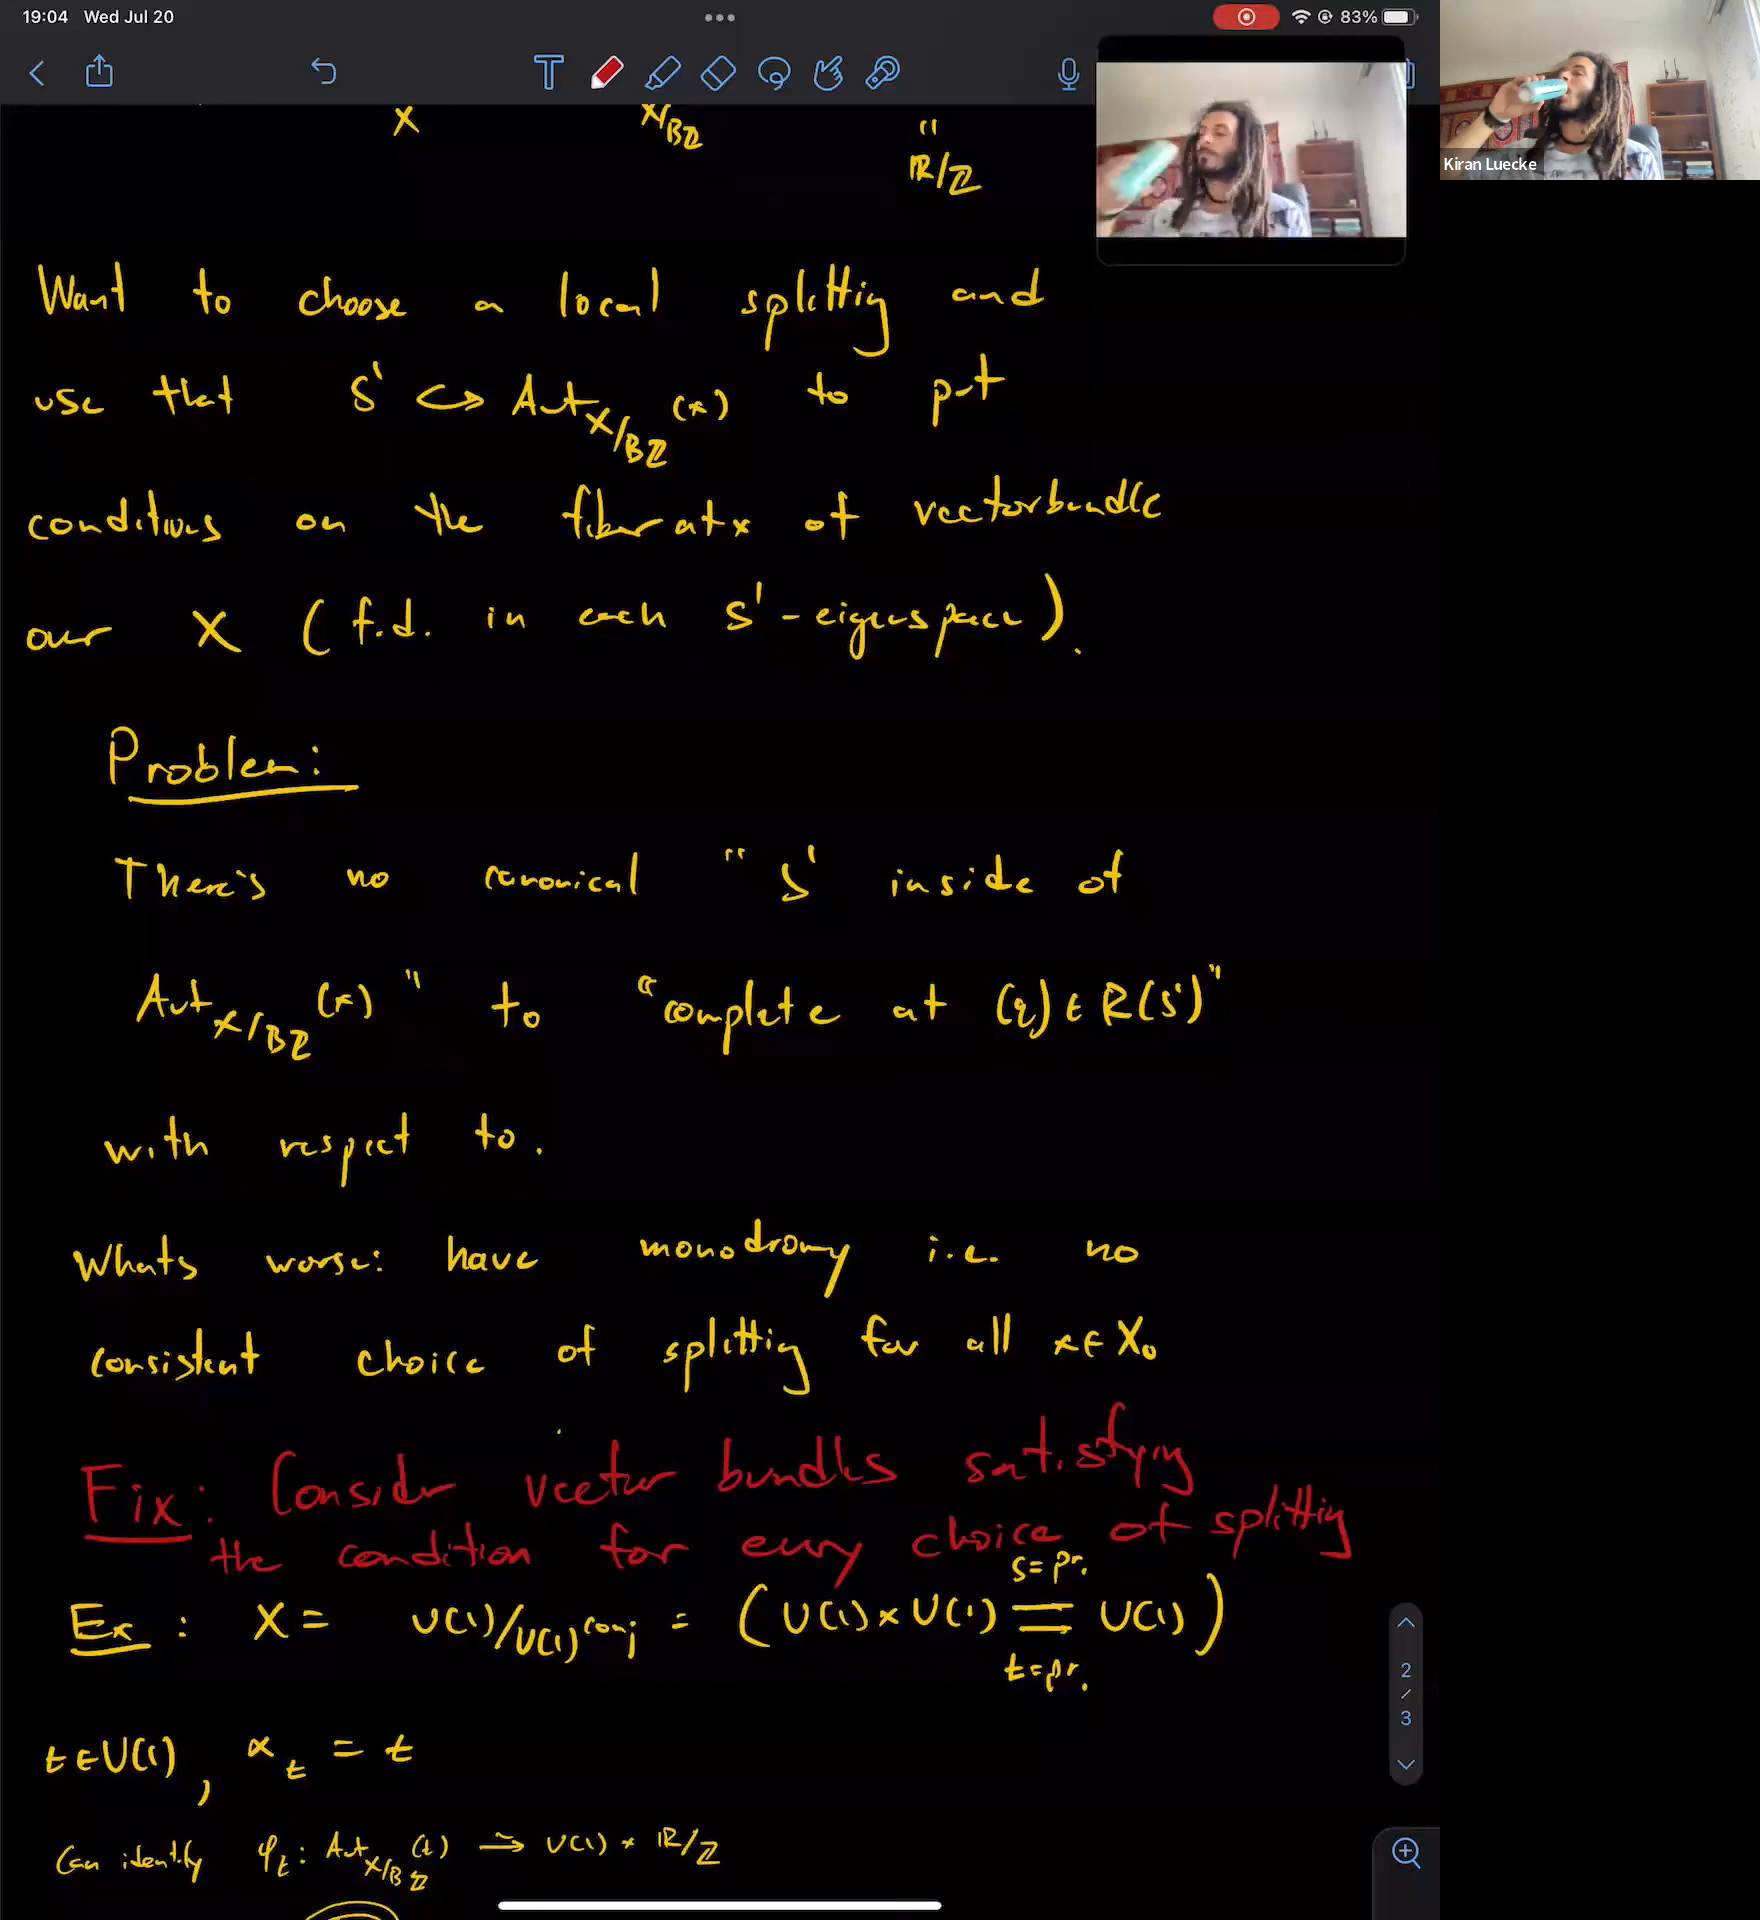 19:04 Wed Jul 20
83%
Kiran Luecke
X X/BZ "
ℝ/ℤ
Want to choose a local splitting and
use that S¹ ↪ Aut_{X/Bℤ}(x) to put
conditions on the fiber at x of vectorbundle
our X (f.d. in each S¹-eigenspace).
Problem:
There's no canonical "S¹ inside of
Aut_{X/Bℤ}(x)" to "complete at (q) ∈ R(S¹)"
with respect to.
Whats worse: have monodromy i.e. no
consistent choice of splitting for all x∈X₀
Fix: Consider vector bundles satisfying
the condition for every choice of splitting
Ex: X = U(1)/U(1)^{conj} = (U(1)×U(1) ⇉ U(1))
s=pr.
t=pr.
t∈U(1), α_t = t
Can identify φ_t: Aut_{X/Bℤ}(t) → U(1) × ℝ/ℤ
2
/
3